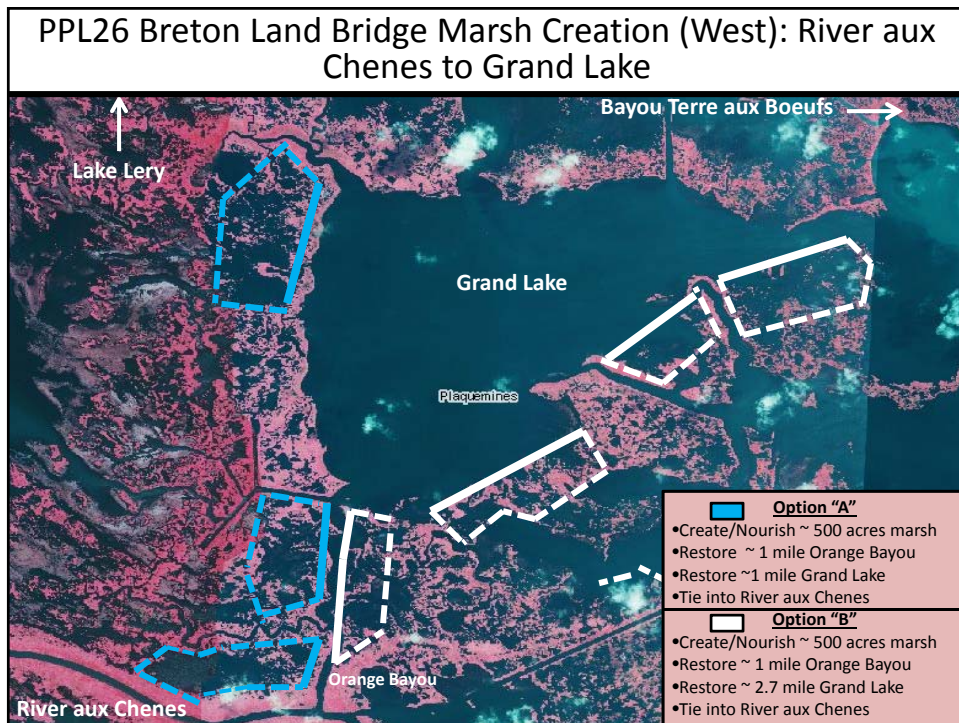 PPL26 Breton Land Bridge Marsh Creation (West): River aux
Chenes to Grand Lake
Bayou Terre aux Boeufs
Lake Lery
Grand Lake
Plaquemines
Option “A”
•Create/Nourish ~ 500 acres marsh
•Restore ~ 1 mile Orange Bayou
•Restore ~1 mile Grand Lake
•Tie into River aux Chenes
Option “B”
•Create/Nourish ~ 500 acres marsh
•Restore ~ 1 mile Orange Bayou
•Restore ~ 2.7 mile Grand Lake
•Tie into River aux Chenes
Orange Bayou
River aux Chenes